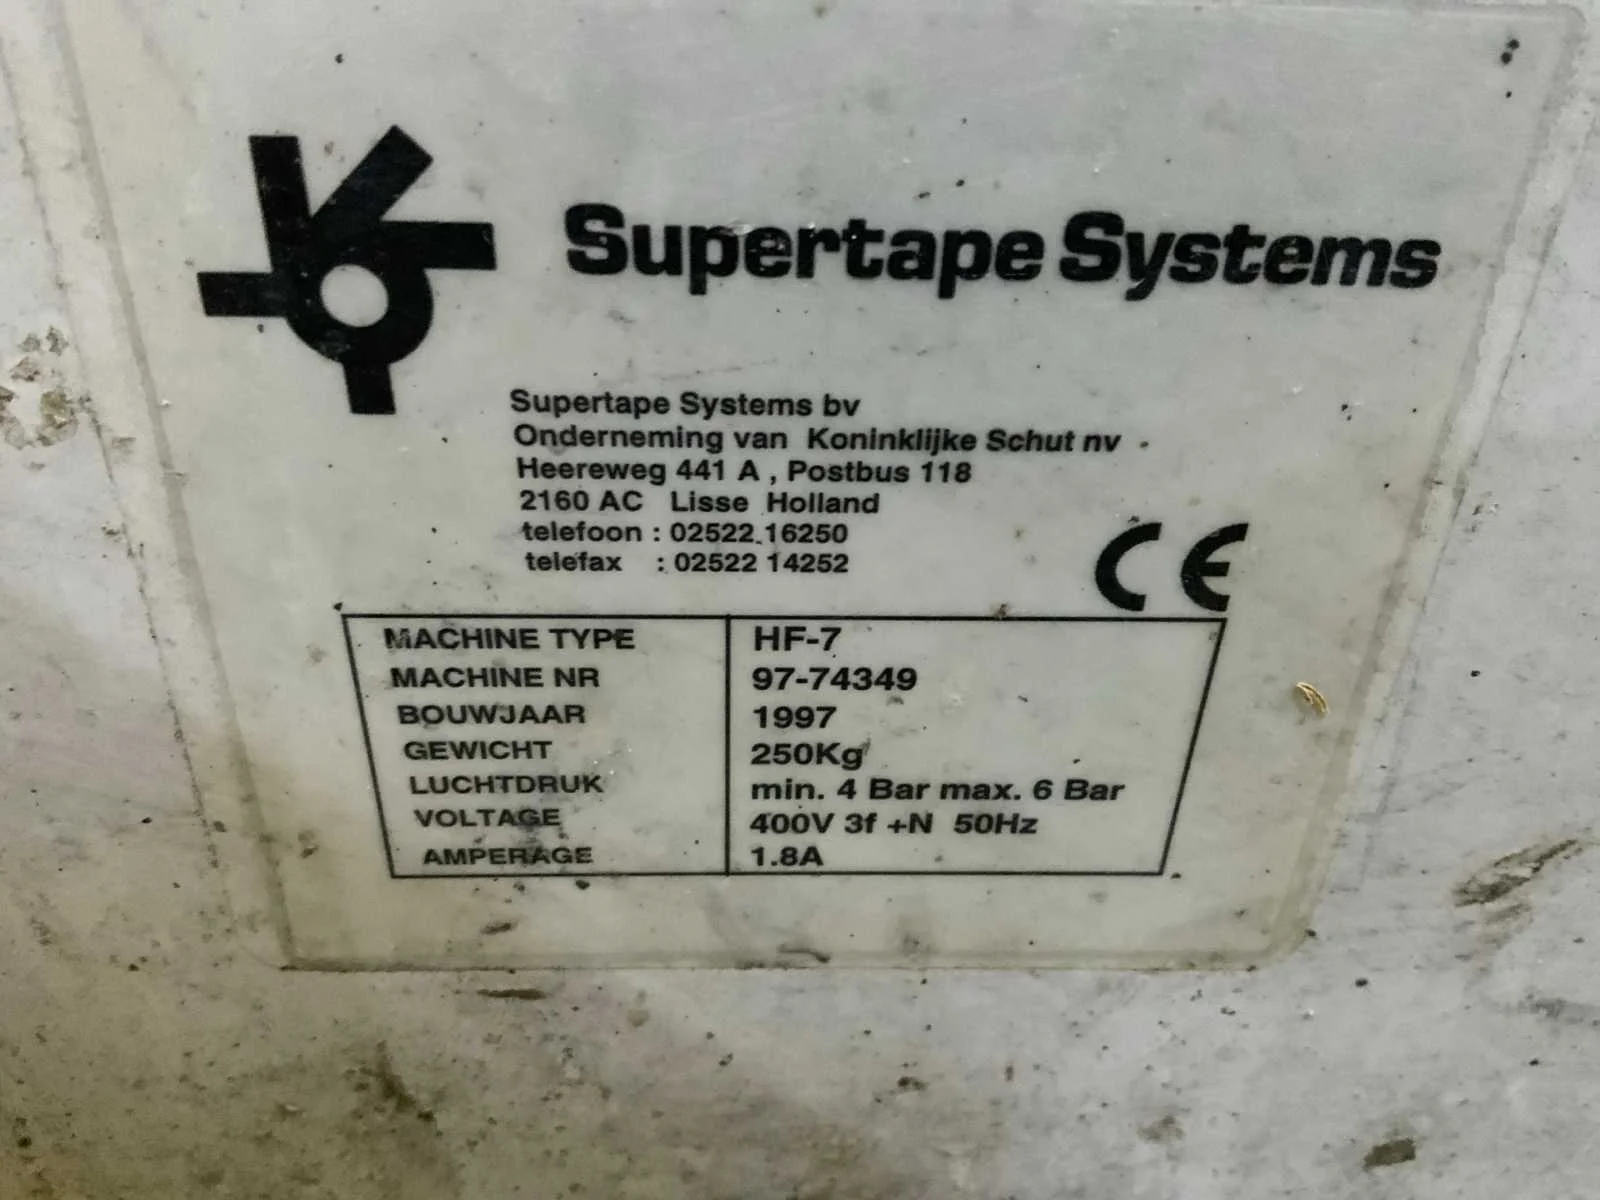 Supertape Systems
Supertape Systems bv
Onderneming van Koninklijke Schut nv
Heereweg 441 A , Postbus 118
2160 AC Lisse Holland
telefoon : 02522.16250
telefax : 02522 14252
CE
MACHINE TYPE HF-7
MACHINE NR 97-74349
BOUWJAAR 1997
GEWICHT 250Kg
LUCHTDRUK min. 4 Bar max. 6 Bar
VOLTAGE 400V 3f +N 50Hz
AMPERAGE 1.8A